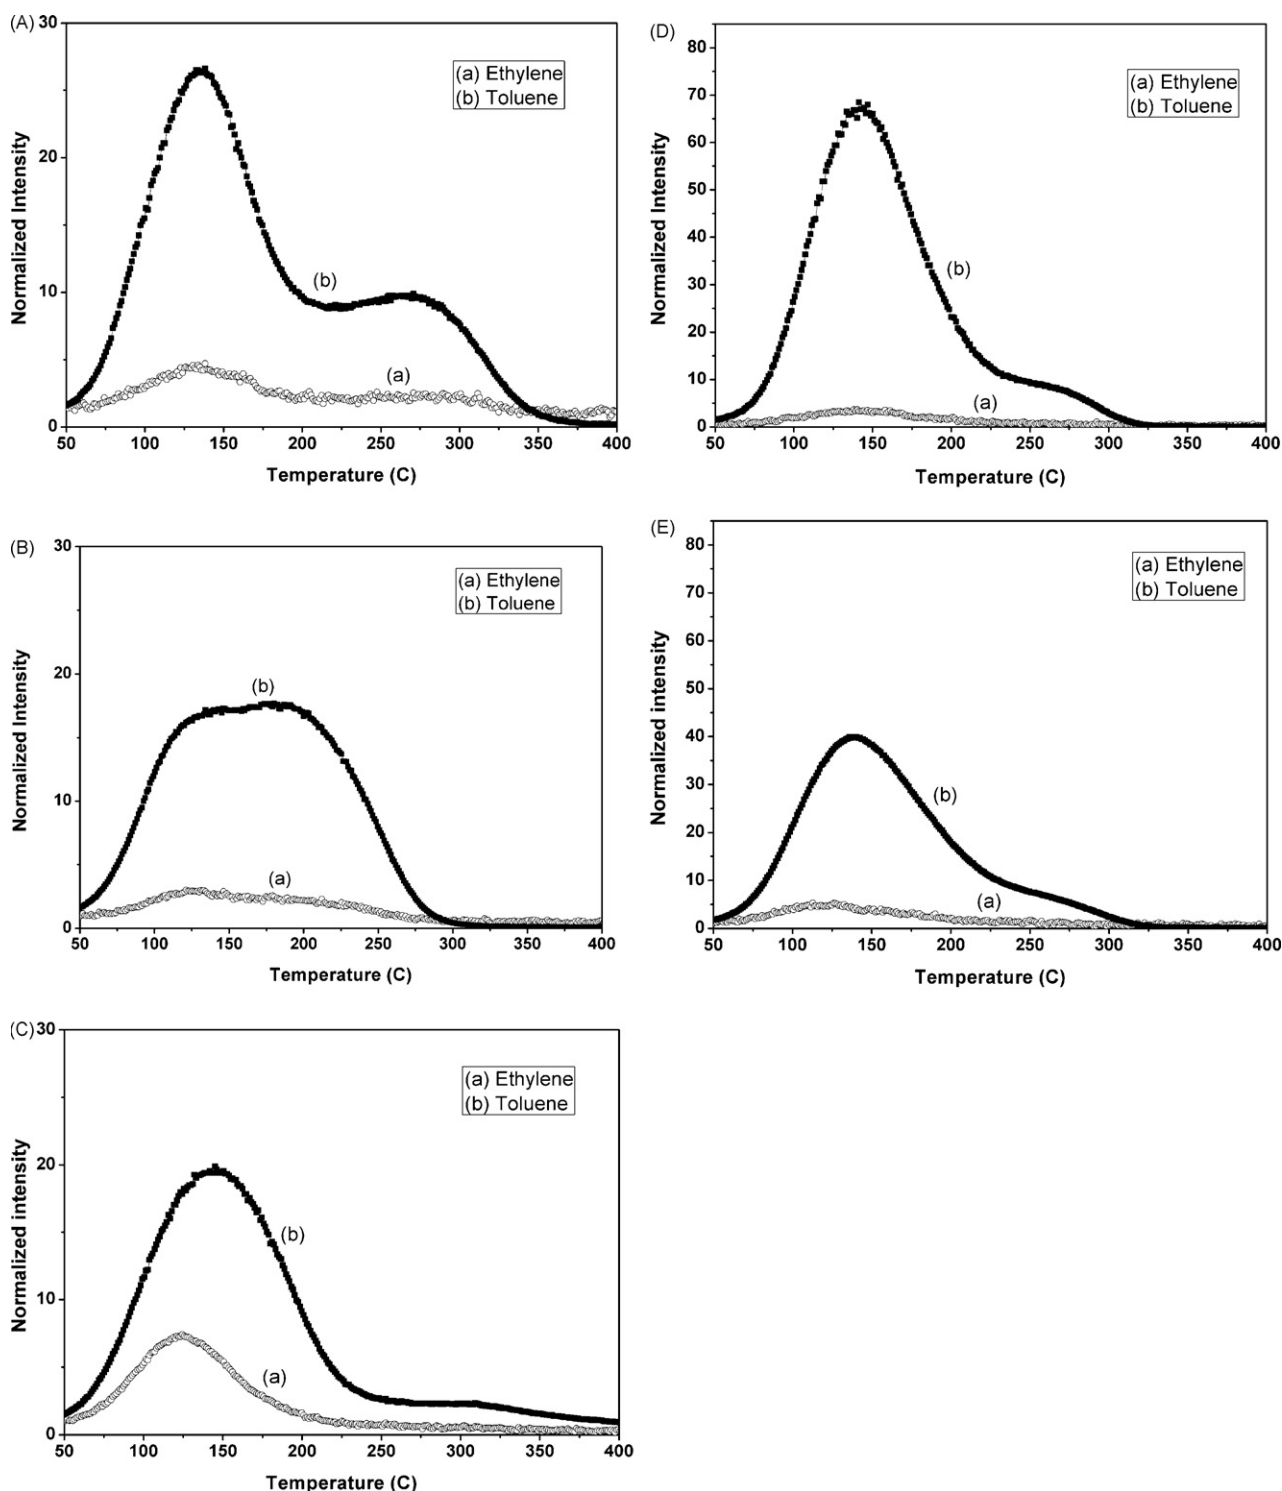 (A)
30
20
10
0
Normalized Intensity
(a) Ethylene
(b) Toluene
(b)
(a)
50 100 150 200 250 300 350 400
Temperature (C)
(B)
30
20
10
0
Normalized Intensity
(a) Ethylene
(b) Toluene
(b)
(a)
50 100 150 200 250 300 350 400
Temperature (C)
(C)
30
20
10
0
Normalized intensity
(a) Ethylene
(b) Toluene
(b)
(a)
50 100 150 200 250 300 350 400
Temperature (C)
(D)
80
70
60
50
40
30
20
10
0
Normalized Intensity
(a) Ethylene
(b) Toluene
(b)
(a)
50 100 150 200 250 300 350 400
Temperature (C)
(E)
80
70
60
50
40
30
20
10
0
Normalized intensity
(a) Ethylene
(b) Toluene
(b)
(a)
50 100 150 200 250 300 350 400
Temperature (C)